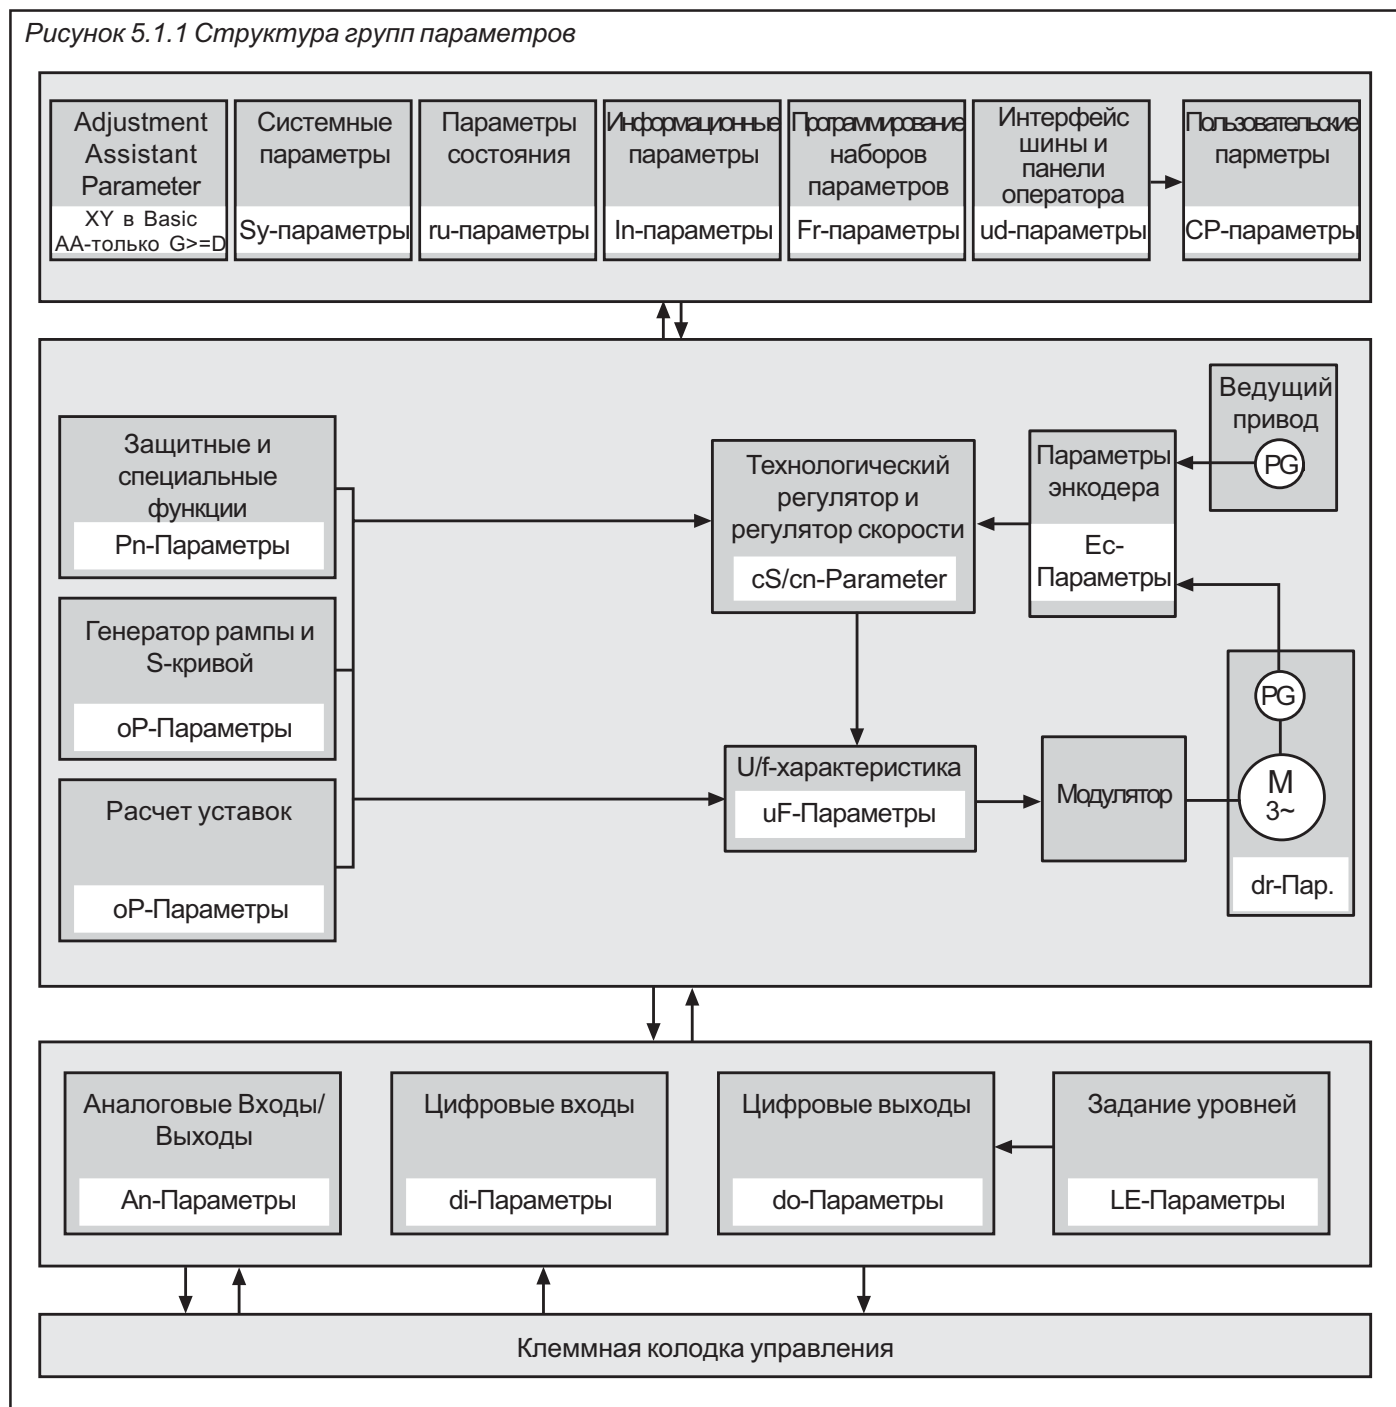 Рисунок 5.1.1 Структура групп параметров
Adjustment
Assistant
Parameter
XY в Basic
AA-только G>=D
Системные
параметры
Sy-параметры
Параметры
состояния
ru-параметры
Информационные
параметры
In-параметры
Программирование
наборов
параметров
Fr-параметры
Интерфейс
шины и
панели
оператора
ud-параметры
Пользовательские
парметры
CP-параметры
Защитные и
специальные
функции
Pn-Параметры
Генератор рампы и
S-кривой
oP-Параметры
Расчет уставок
oP-Параметры
Технологический
регулятор и
регулятор скорости
cS/cn-Parameter
U/f-характеристика
uF-Параметры
Параметры
энкодера
Ec-
Параметры
Модулятор
Ведущий
привод
PG
PG
M
3~
dr-Пар.
Аналоговые Входы/
Выходы
An-Параметры
Цифровые входы
di-Параметры
Цифровые выходы
do-Параметры
Задание уровней
LE-Параметры
Клеммная колодка управления